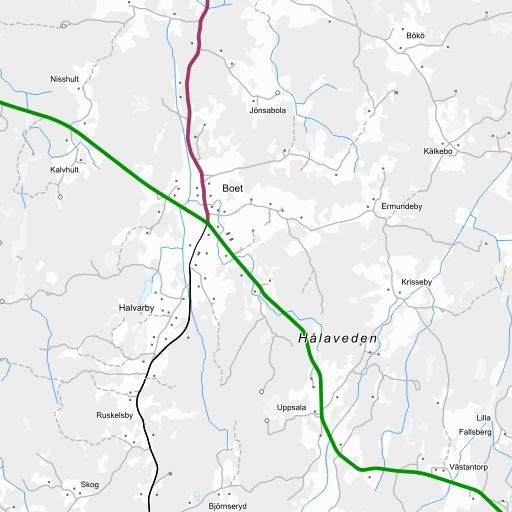 Bökö
Nisshult
Jönsabola
Kälkebo
Kalvhult
Boet
Ermundeby
Krisseby
Halvarby
Hålaveden
Uppsala
Ruskelsby
Lilla
Fallsberg
Västantorp
Skog
Björnseryd